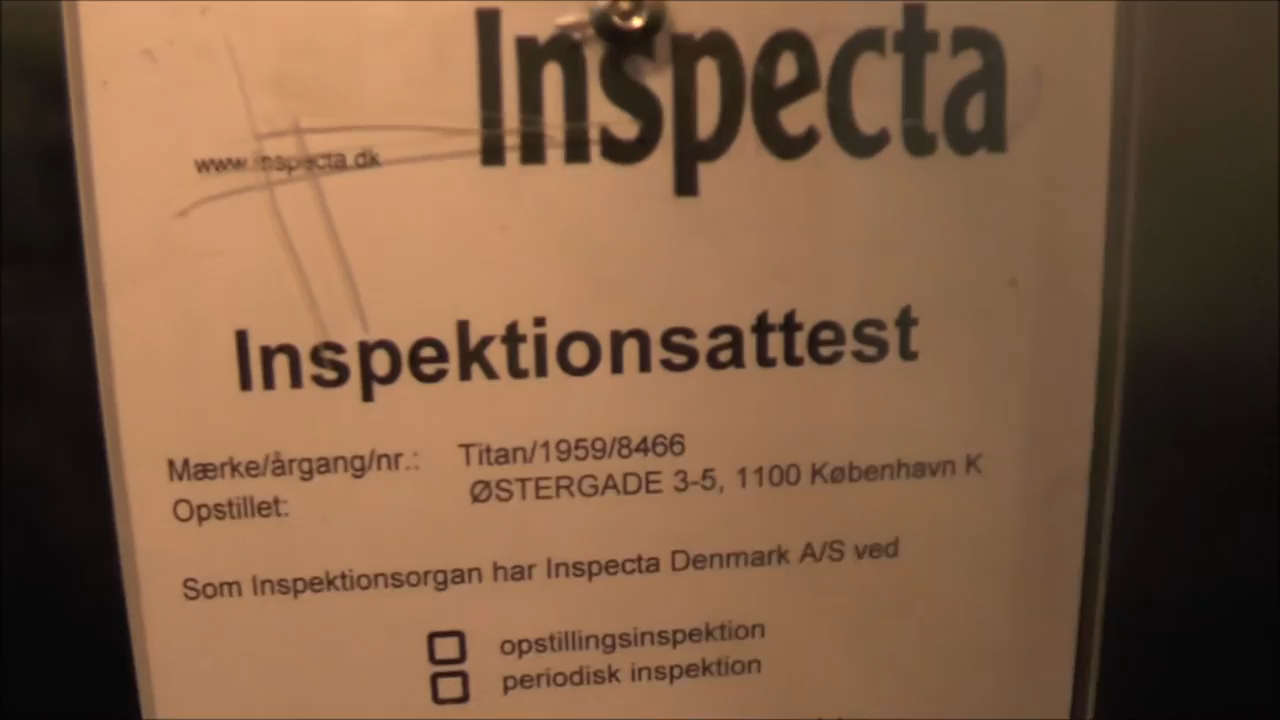 Inspecta
www.inspecta.dk
Inspektionsattest
Mærke/årgang/nr.: Titan/1959/8466
Opstillet: ØSTERGADE 3-5, 1100 København K
Som Inspektionsorgan har Inspecta Denmark A/S ved
opstillingsinspektion
periodisk inspektion